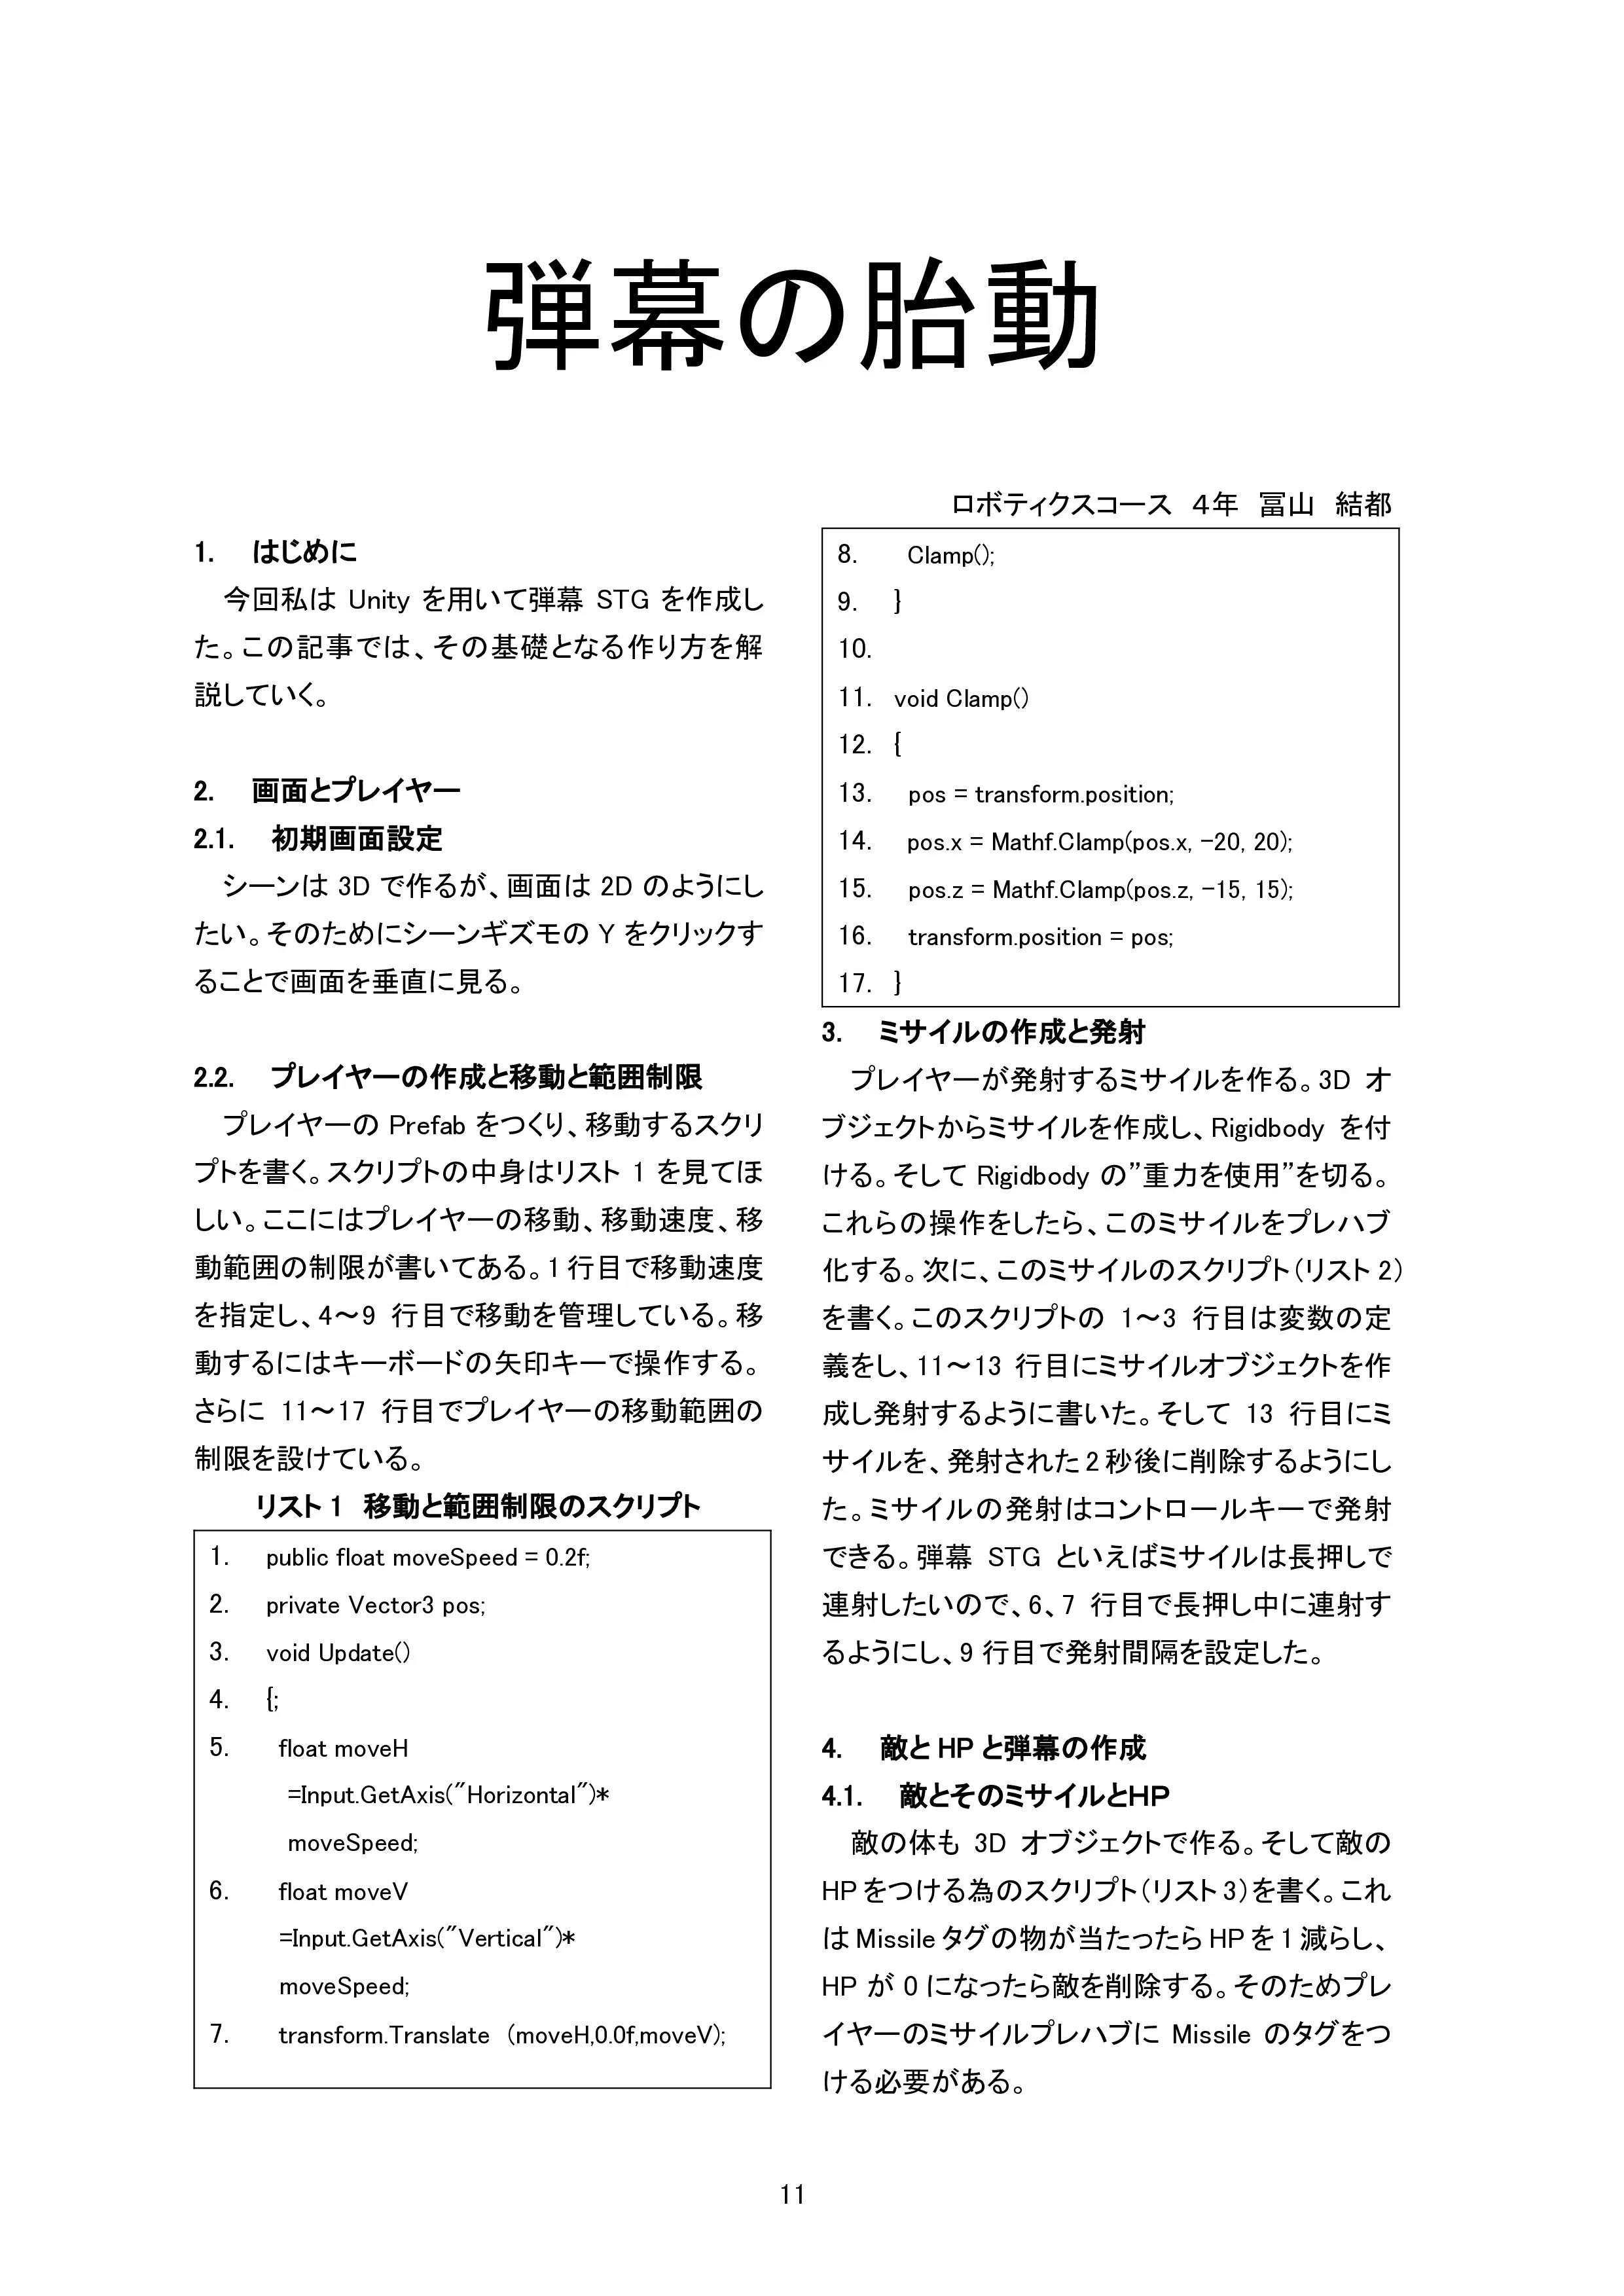 弾幕の胎動
ロボティクスコース 4年 冨山 結都
1. はじめに
今回私は Unity を用いて弾幕 STG を作成し
た。この記事では、その基礎となる作り方を解
説していく。
2. 画面とプレイヤー
2.1. 初期画面設定
シーンは 3D で作るが、画面は 2D のようにし
たい。そのためにシーンギズモの Y をクリックす
ることで画面を垂直に見る。
2.2. プレイヤーの作成と移動と範囲制限
プレイヤーの Prefab をつくり、移動するスクリ
プトを書く。スクリプトの中身はリスト 1 を見てほ
しい。ここにはプレイヤーの移動、移動速度、移
動範囲の制限が書いてある。1 行目で移動速度
を指定し、4～9 行目で移動を管理している。移
動するにはキーボードの矢印キーで操作する。
さらに 11～17 行目でプレイヤーの移動範囲の
制限を設けている。
リスト 1 移動と範囲制限のスクリプト
1. public float moveSpeed = 0.2f;
2. private Vector3 pos;
3. void Update()
4. {;
5. float moveH
=Input.GetAxis("Horizontal")*
moveSpeed;
6. float moveV
=Input.GetAxis("Vertical")*
moveSpeed;
7. transform.Translate (moveH,0.0f,moveV);
8. Clamp();
9. }
10.
11. void Clamp()
12. {
13. pos = transform.position;
14. pos.x = Mathf.Clamp(pos.x, -20, 20);
15. pos.z = Mathf.Clamp(pos.z, -15, 15);
16. transform.position = pos;
17. }
3. ミサイルの作成と発射
プレイヤーが発射するミサイルを作る。3D オ
ブジェクトからミサイルを作成し、Rigidbody を付
ける。そして Rigidbody の”重力を使用”を切る。
これらの操作をしたら、このミサイルをプレハブ
化する。次に、このミサイルのスクリプト（リスト 2）
を書く。このスクリプトの 1～3 行目は変数の定
義をし、11～13 行目にミサイルオブジェクトを作
成し発射するように書いた。そして 13 行目にミ
サイルを、発射された 2 秒後に削除するようにし
た。ミサイルの発射はコントロールキーで発射
できる。弾幕 STG といえばミサイルは長押しで
連射したいので、6、7 行目で長押し中に連射す
るようにし、9 行目で発射間隔を設定した。
4. 敵と HP と弾幕の作成
4.1. 敵とそのミサイルとHP
敵の体も 3D オブジェクトで作る。そして敵の
HP をつける為のスクリプト（リスト 3）を書く。これ
は Missile タグの物が当たったら HP を 1 減らし、
HP が 0 になったら敵を削除する。そのためプレ
イヤーのミサイルプレハブに Missile のタグをつ
ける必要がある。
11